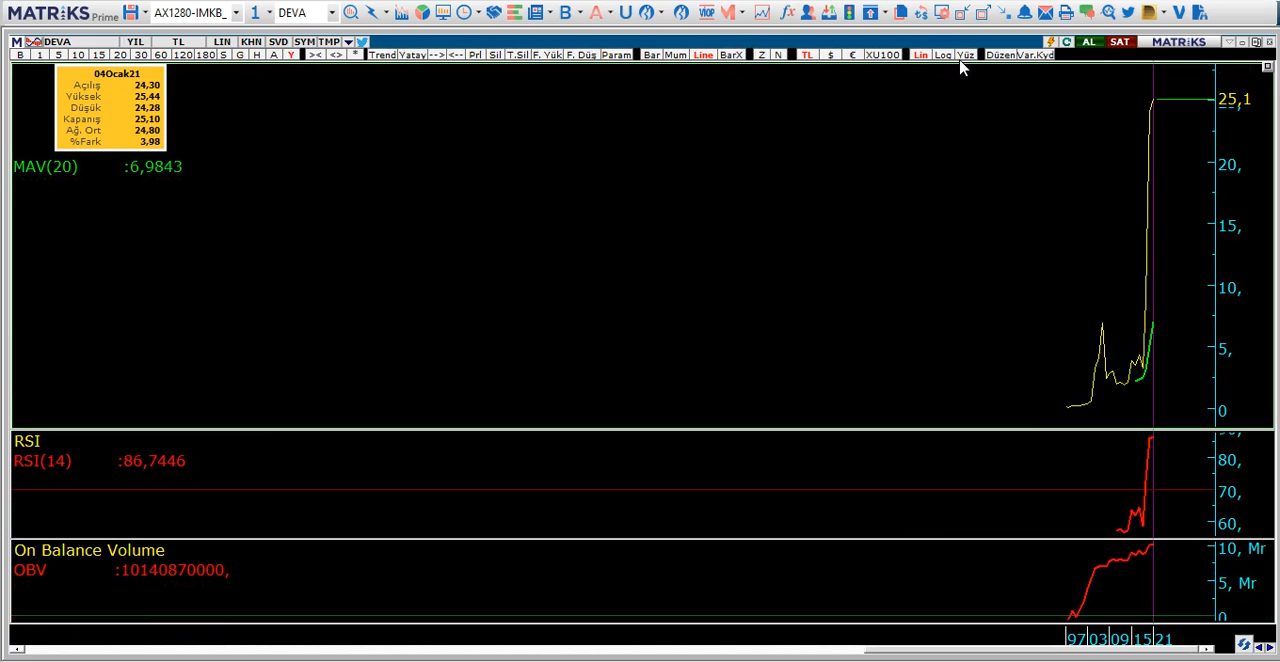 MATRiKS Prime AX1280-IMKB_ 1 DEVA B A U VIOP M fx V
M DEVA YIL TL LIN KHN SVD SYM TMP AL SAT MATRiKS
B 1 5 10 15 20 30 60 120 180 S G H A Y >< <> * Trend Yatay --> <-- Prl Sil T.Sil F. Yük F. Düş Param Bar Mum Line BarX Z N TL $ € XU100 Lin Log Yüz Düzen Var.Kyd
04Ocak21
Açılış 24,30
Yüksek 25,44
Düşük 24,28
Kapanış 25,10
Ağ. Ort 24,80
%Fark 3,98
MAV(20) :6,9843
25,1
20,
15,
10,
5,
0
RSI
RSI(14) :86,7446
80,
70,
60,
On Balance Volume
OBV :10140870000,
10, Mr
5, Mr
0
97 03 09 15 21